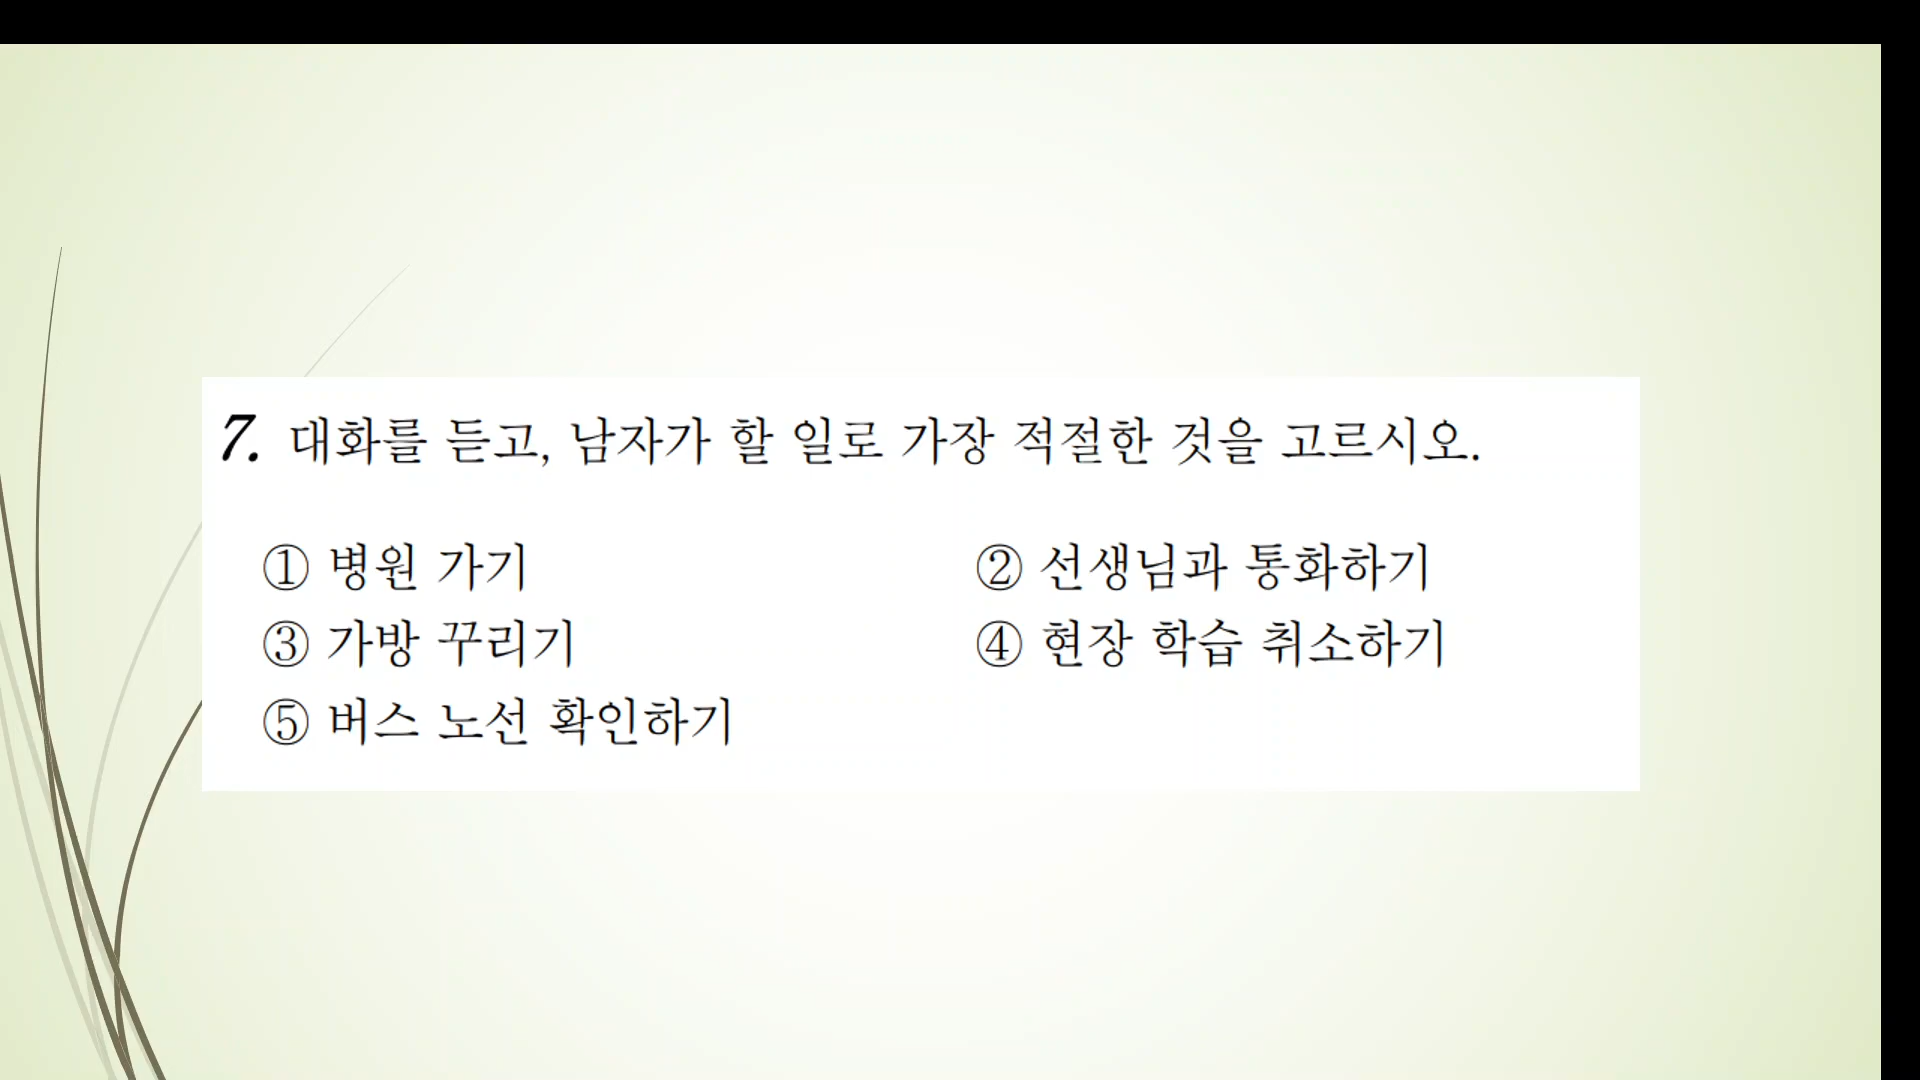 7. 대화를 듣고, 남자가 할 일로 가장 적절한 것을 고르시오.
① 병원 가기 ② 선생님과 통화하기
③ 가방 꾸리기 ④ 현장 학습 취소하기
⑤ 버스 노선 확인하기